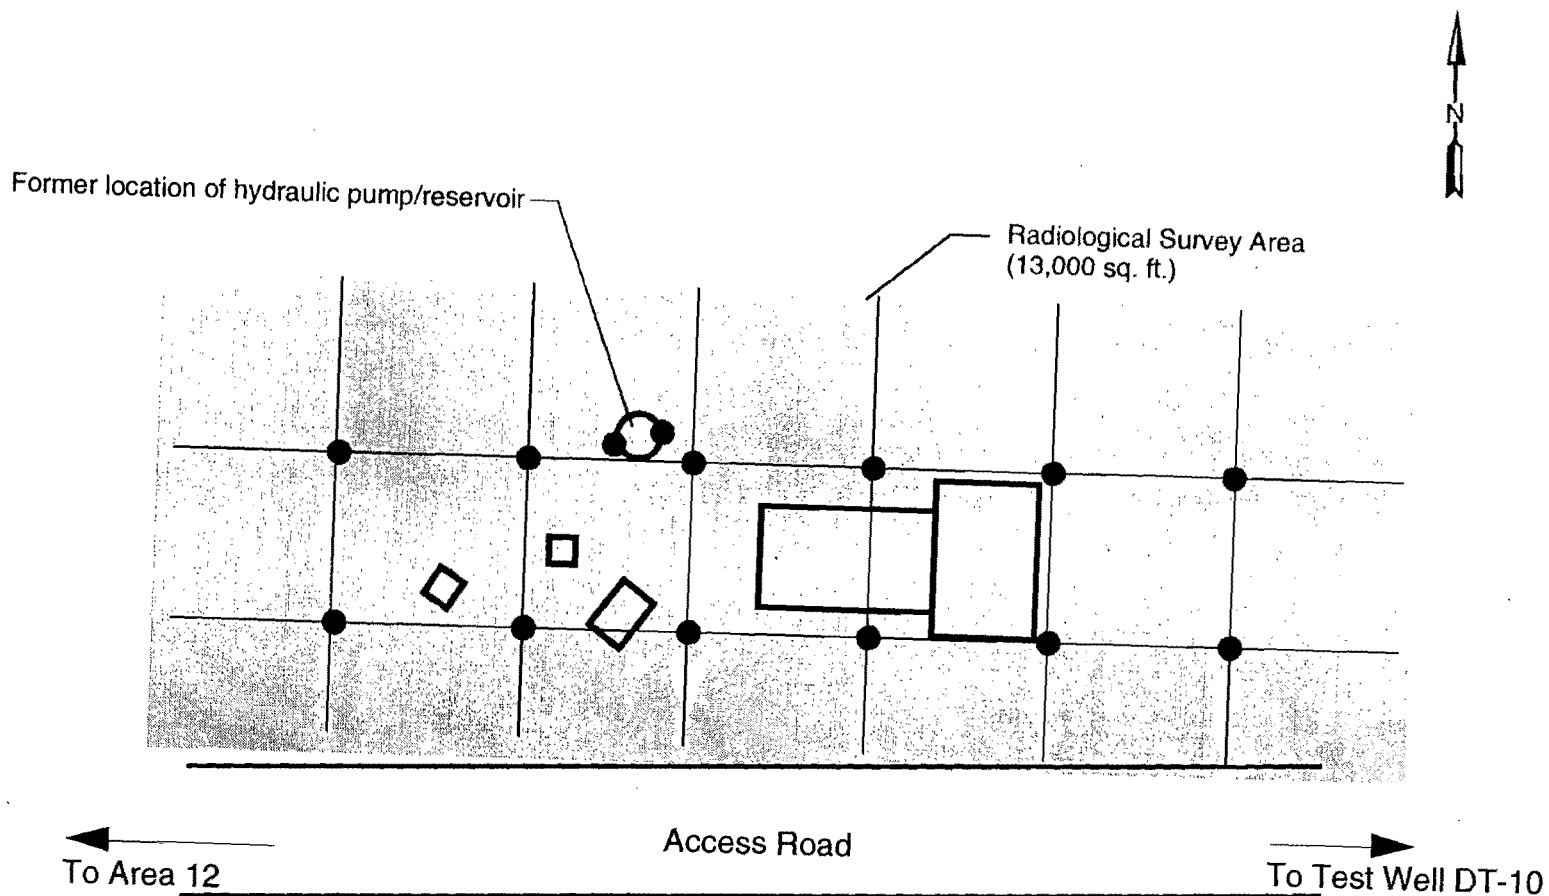 N
Former location of hydraulic pump/reservoir
Radiological Survey Area
(13,000 sq. ft.)
Access Road
To Area 12
To Test Well DT-10